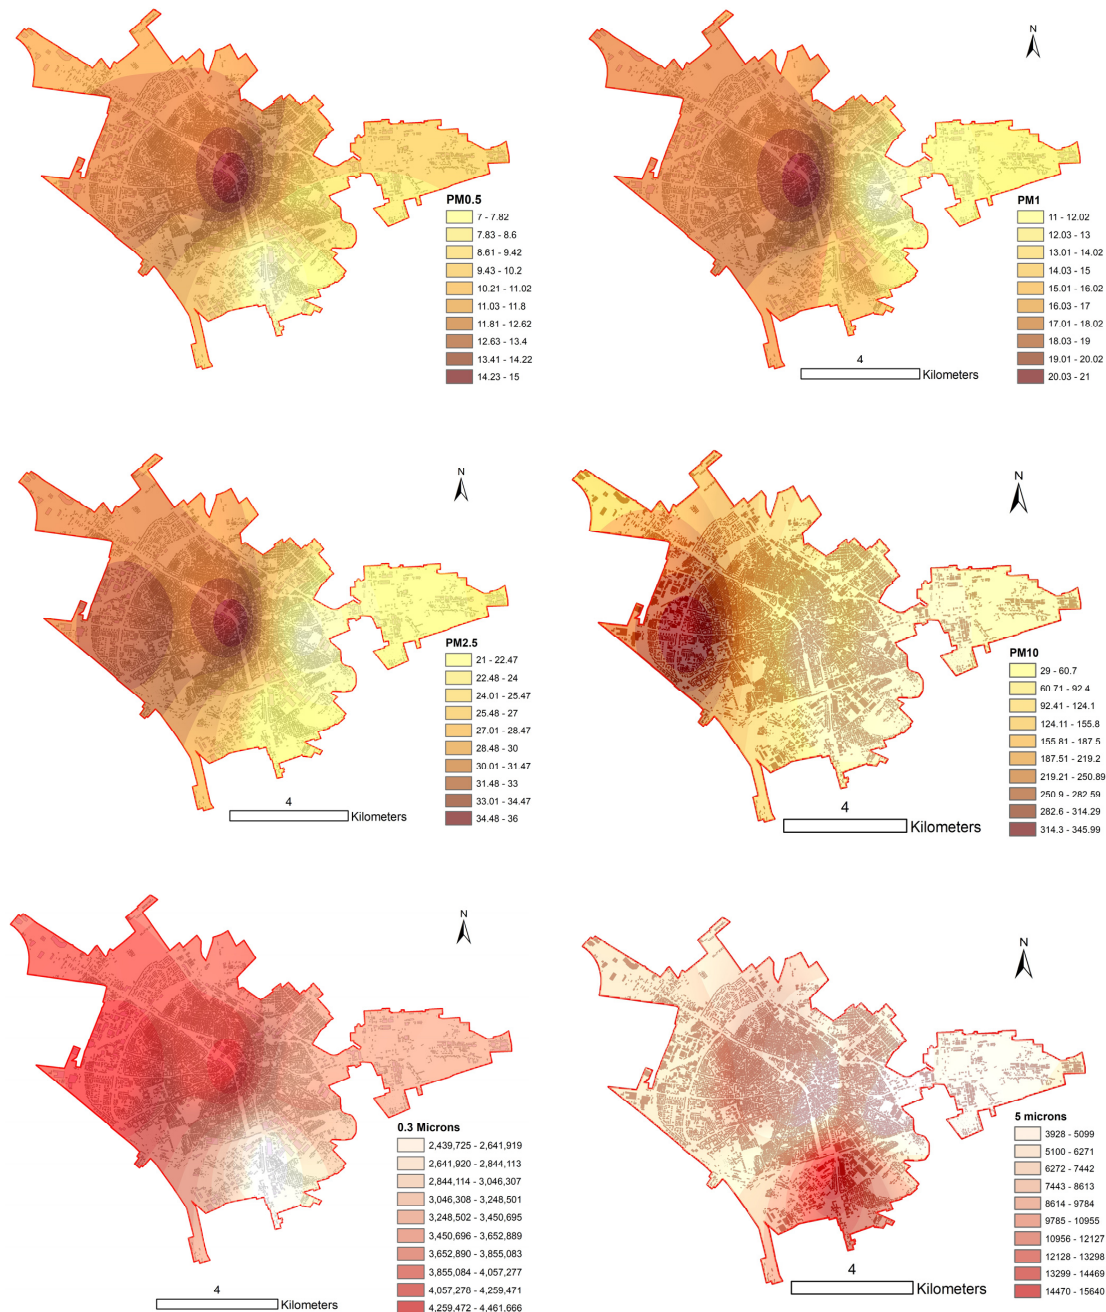 N
PM0.5
7 - 7.82
7.83 - 8.6
8.61 - 9.42
9.43 - 10.2
10.21 - 11.02
11.03 - 11.8
11.81 - 12.62
12.63 - 13.4
13.41 - 14.22
14.23 - 15
PM1
11 - 12.02
12.03 - 13
13.01 - 14.02
14.03 - 15
15.01 - 16.02
16.03 - 17
17.01 - 18.02
18.03 - 19
19.01 - 20.02
20.03 - 21
4
Kilometers
N
PM2.5
21 - 22.47
22.48 - 24
24.01 - 25.47
25.48 - 27
27.01 - 28.47
28.48 - 30
30.01 - 31.47
31.48 - 33
33.01 - 34.47
34.48 - 36
4
Kilometers
N
PM10
29 - 60.7
60.71 - 92.4
92.41 - 124.1
124.11 - 155.8
155.81 - 187.5
187.51 - 219.2
219.21 - 250.89
250.9 - 282.59
282.6 - 314.29
314.3 - 345.99
4
Kilometers
N
0.3 Microns
2,439,725 - 2,641,919
2,641,920 - 2,844,113
2,844,114 - 3,046,307
3,046,308 - 3,248,501
3,248,502 - 3,450,695
3,450,696 - 3,652,889
3,652,890 - 3,855,083
3,855,084 - 4,057,277
4,057,278 - 4,259,471
4,259,472 - 4,461,666
4
Kilometers
N
5 microns
3928 - 5099
5100 - 6271
6272 - 7442
7443 - 8613
8614 - 9784
9785 - 10955
10956 - 12127
12128 - 13298
13299 - 14469
14470 - 15640
4
Kilometers